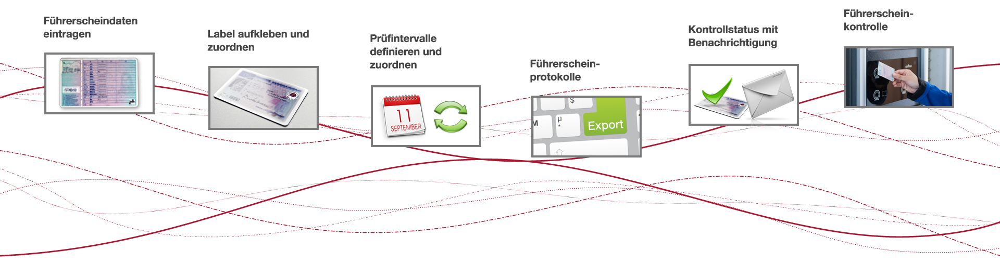 Führerscheindaten
eintragen
Label aufkleben und
zuordnen
Prüfintervalle
definieren und
zuordnen
11
SEPTEMBER
Führerschein-
protokolle
$
M
µ
*
Export
Kontrollstatus mit
Benachrichtigung
Führerschein-
kontrolle